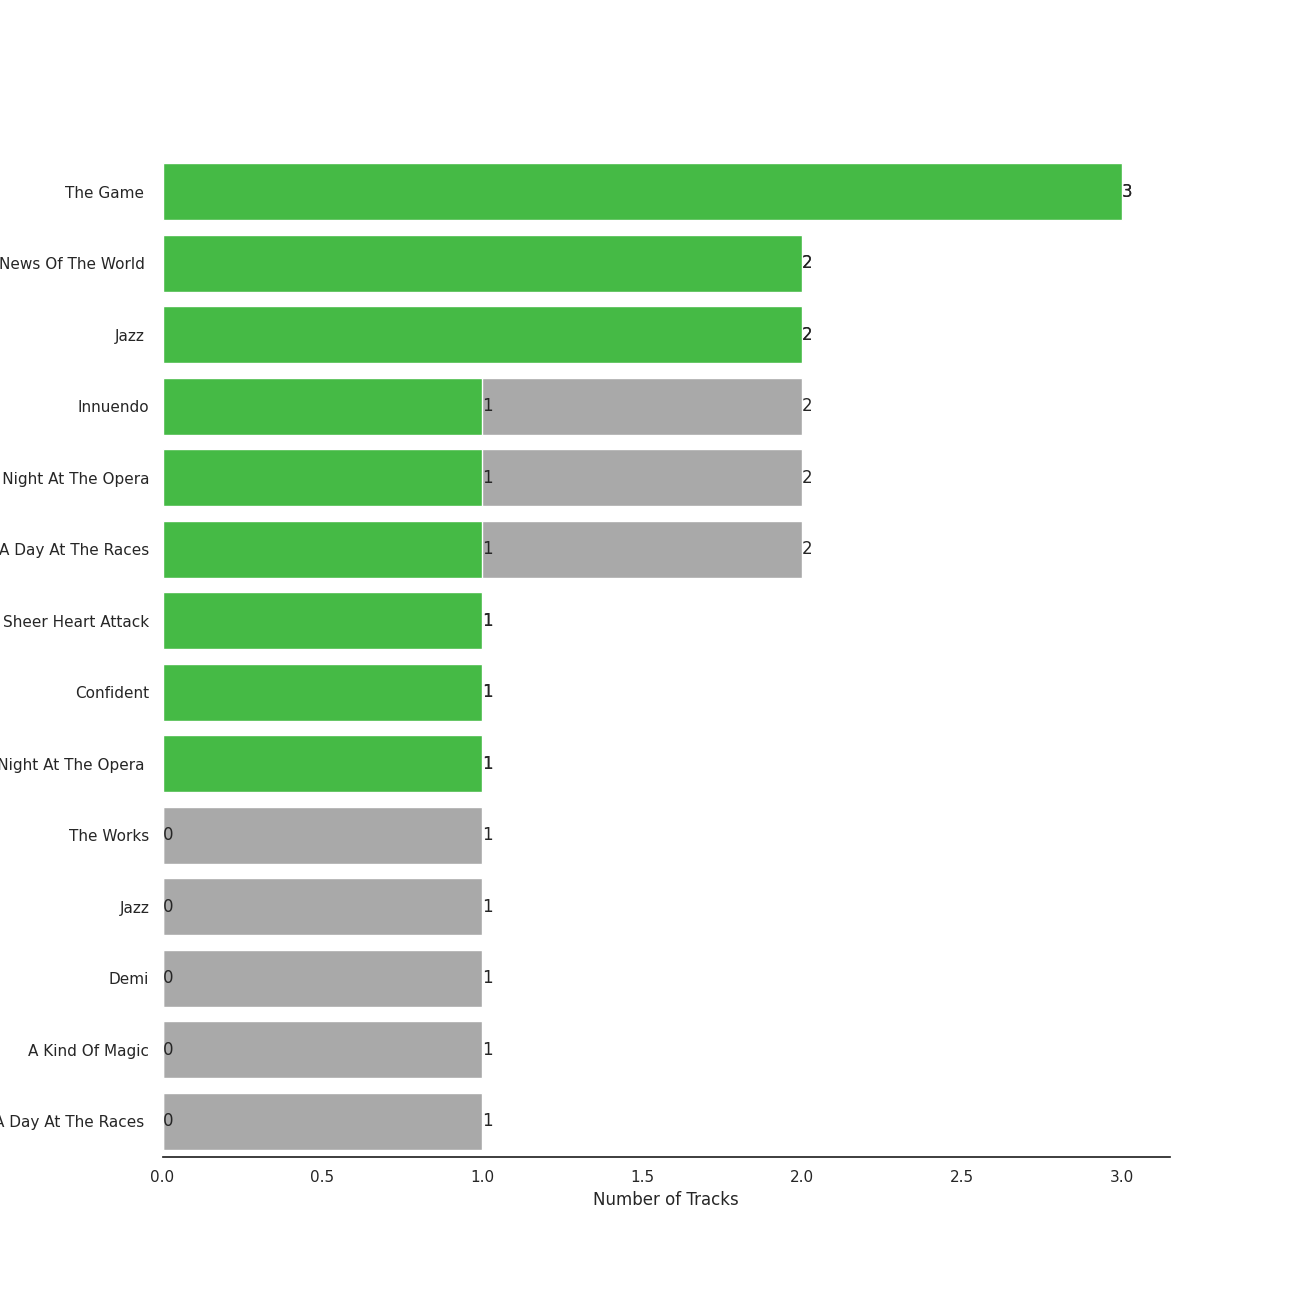 The Game 3
News Of The World 2
Jazz 2
Innuendo 1 2
Night At The Opera 1 2
A Day At The Races 1 2
Sheer Heart Attack 1
Confident 1
Night At The Opera 1
The Works 0 1
Jazz 0 1
Demi 0 1
A Kind Of Magic 0 1
A Day At The Races 0 1
0.0 0.5 1.0 1.5 2.0 2.5 3.0
Number of Tracks